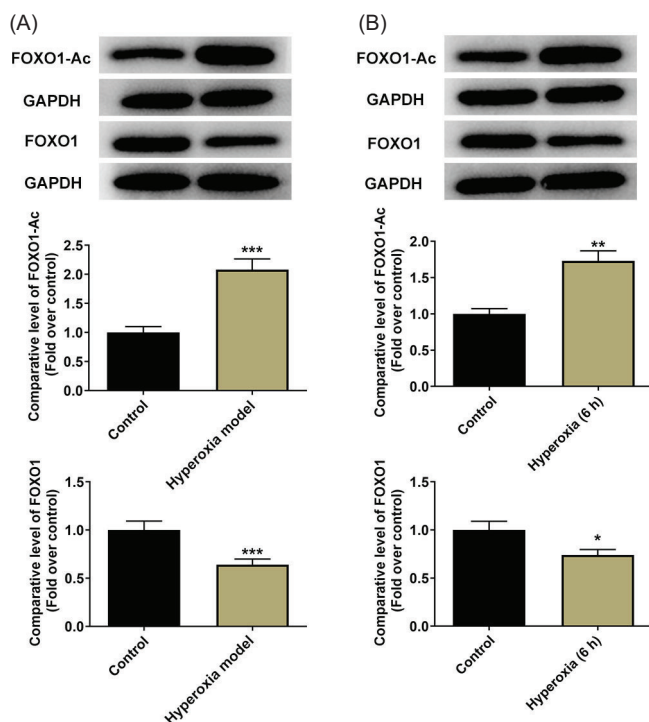 (A)
FOXO1-Ac
GAPDH
FOXO1
GAPDH
Comparative level of FOXO1-Ac
(Fold over control)
2.5
2.0
1.5
1.0
0.5
0.0
***
Control
Hyperoxia model
Comparative level of FOXO1
(Fold over control)
1.5
1.0
0.5
0.0
***
Control
Hyperoxia model
(B)
FOXO1-Ac
GAPDH
FOXO1
GAPDH
Comparative level of FOXO1-Ac
(Fold over control)
2.0
1.5
1.0
0.5
0.0
**
Control
Hyperoxia (6 h)
Comparative level of FOXO1
(Fold over control)
1.5
1.0
0.5
0.0
*
Control
Hyperoxia (6 h)